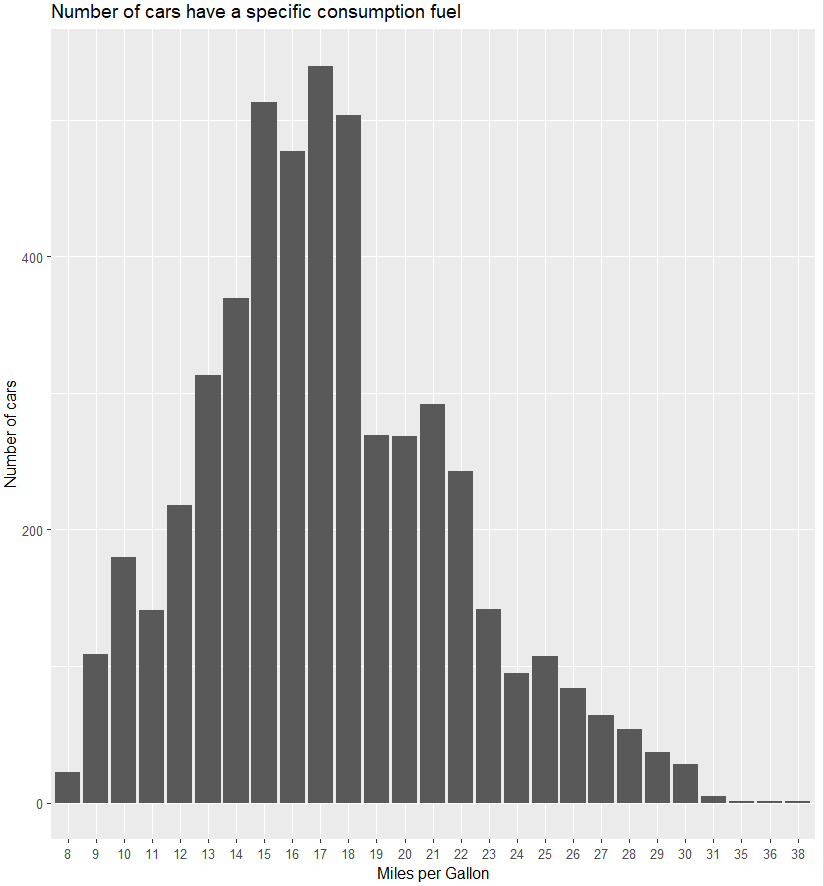 Number of cars have a specific consumption fuel
Number of cars
400
200
0
8 9 10 11 12 13 14 15 16 17 18 19 20 21 22 23 24 25 26 27 28 29 30 31 35 36 38
Miles per Gallon